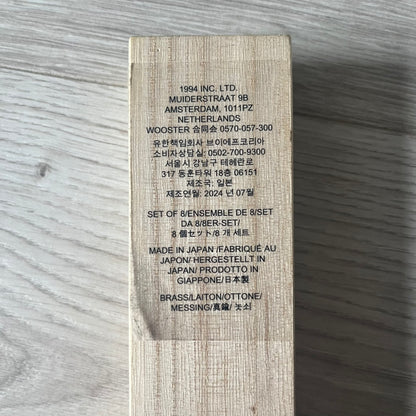 1994 INC. LTD.
MUIDERSTRAAT 9B
AMSTERDAM, 1011PZ
NETHERLANDS
WOOSTER 合同会 0570-057-300
유한책임회사 브이에프코리아
소비자상담실: 0502-700-9300
서울시 강남구 테헤란로
317 동훈타워 18층 06151
제조국: 일본
제조연월: 2024 년 07월
SET OF 8/ENSEMBLE DE 8/SET
DA 8/8ER-SET/
8 個セット/8 개 세트
MADE IN JAPAN /FABRIQUÉ AU
JAPON/HERGESTELLT IN
JAPAN/ PRODOTTO IN
GIAPPONE/日本製
BRASS/LAITON/OTTONE/
MESSING/真鍮/ 놋쇠